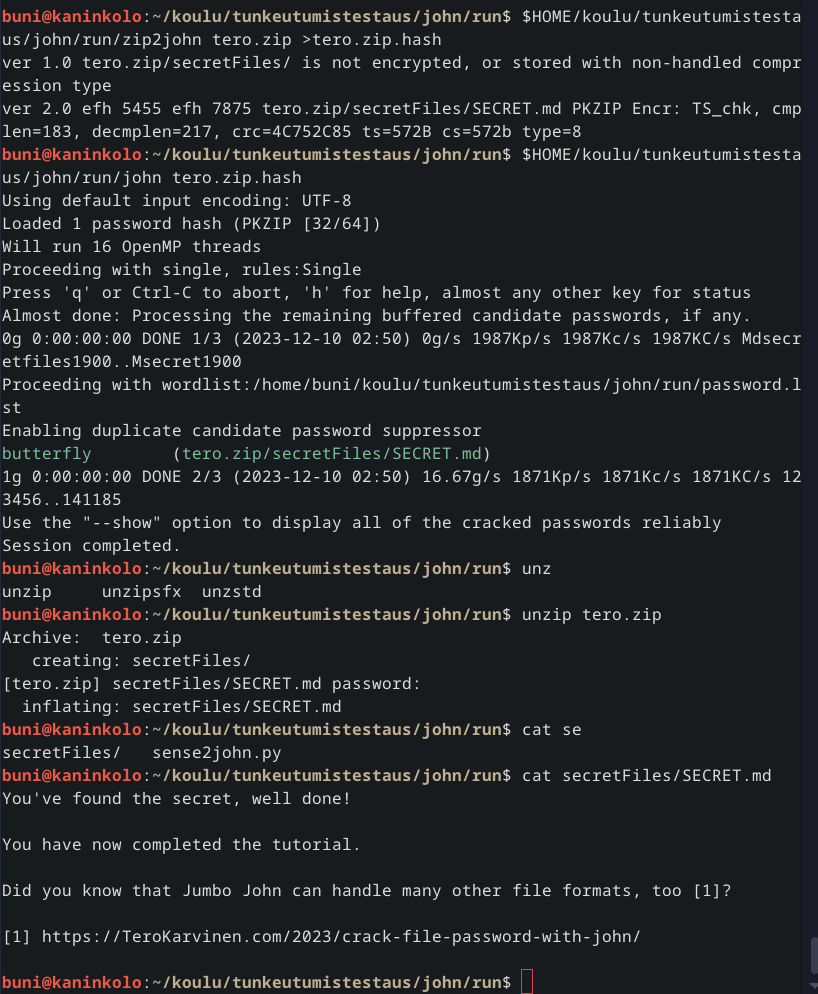 buni@kaninkolo:~/koulu/tunkeutumistestaus/john/run$ $HOME/koulu/tunkeutumistesta
us/john/run/zip2john tero.zip >tero.zip.hash
ver 1.0 tero.zip/secretFiles/ is not encrypted, or stored with non-handled compr
ession type
ver 2.0 efh 5455 efh 7875 tero.zip/secretFiles/SECRET.md PKZIP Encr: TS_chk, cmp
len=183, decmplen=217, crc=4C752C85 ts=572B cs=572b type=8
buni@kaninkolo:~/koulu/tunkeutumistestaus/john/run$ $HOME/koulu/tunkeutumistesta
us/john/run/john tero.zip.hash
Using default input encoding: UTF-8
Loaded 1 password hash (PKZIP [32/64])
Will run 16 OpenMP threads
Proceeding with single, rules:Single
Press 'q' or Ctrl-C to abort, 'h' for help, almost any other key for status
Almost done: Processing the remaining buffered candidate passwords, if any.
0g 0:00:00:00 DONE 1/3 (2023-12-10 02:50) 0g/s 1987Kp/s 1987Kc/s 1987KC/s Mdsecr
etfiles1900..Msecret1900
Proceeding with wordlist:/home/buni/koulu/tunkeutumistestaus/john/run/password.l
st
Enabling duplicate candidate password suppressor
butterfly        (tero.zip/secretFiles/SECRET.md)
1g 0:00:00:00 DONE 2/3 (2023-12-10 02:50) 16.67g/s 1871Kp/s 1871Kc/s 1871KC/s 12
3456..141185
Use the "--show" option to display all of the cracked passwords reliably
Session completed.
buni@kaninkolo:~/koulu/tunkeutumistestaus/john/run$ unz
unzip     unzipsfx  unzstd
buni@kaninkolo:~/koulu/tunkeutumistestaus/john/run$ unzip tero.zip
Archive:  tero.zip
   creating: secretFiles/
[tero.zip] secretFiles/SECRET.md password:
  inflating: secretFiles/SECRET.md
buni@kaninkolo:~/koulu/tunkeutumistestaus/john/run$ cat se
secretFiles/   sense2john.py
buni@kaninkolo:~/koulu/tunkeutumistestaus/john/run$ cat secretFiles/SECRET.md
You've found the secret, well done!

You have now completed the tutorial.

Did you know that Jumbo John can handle many other file formats, too [1]?

[1] https://TeroKarvinen.com/2023/crack-file-password-with-john/

buni@kaninkolo:~/koulu/tunkeutumistestaus/john/run$